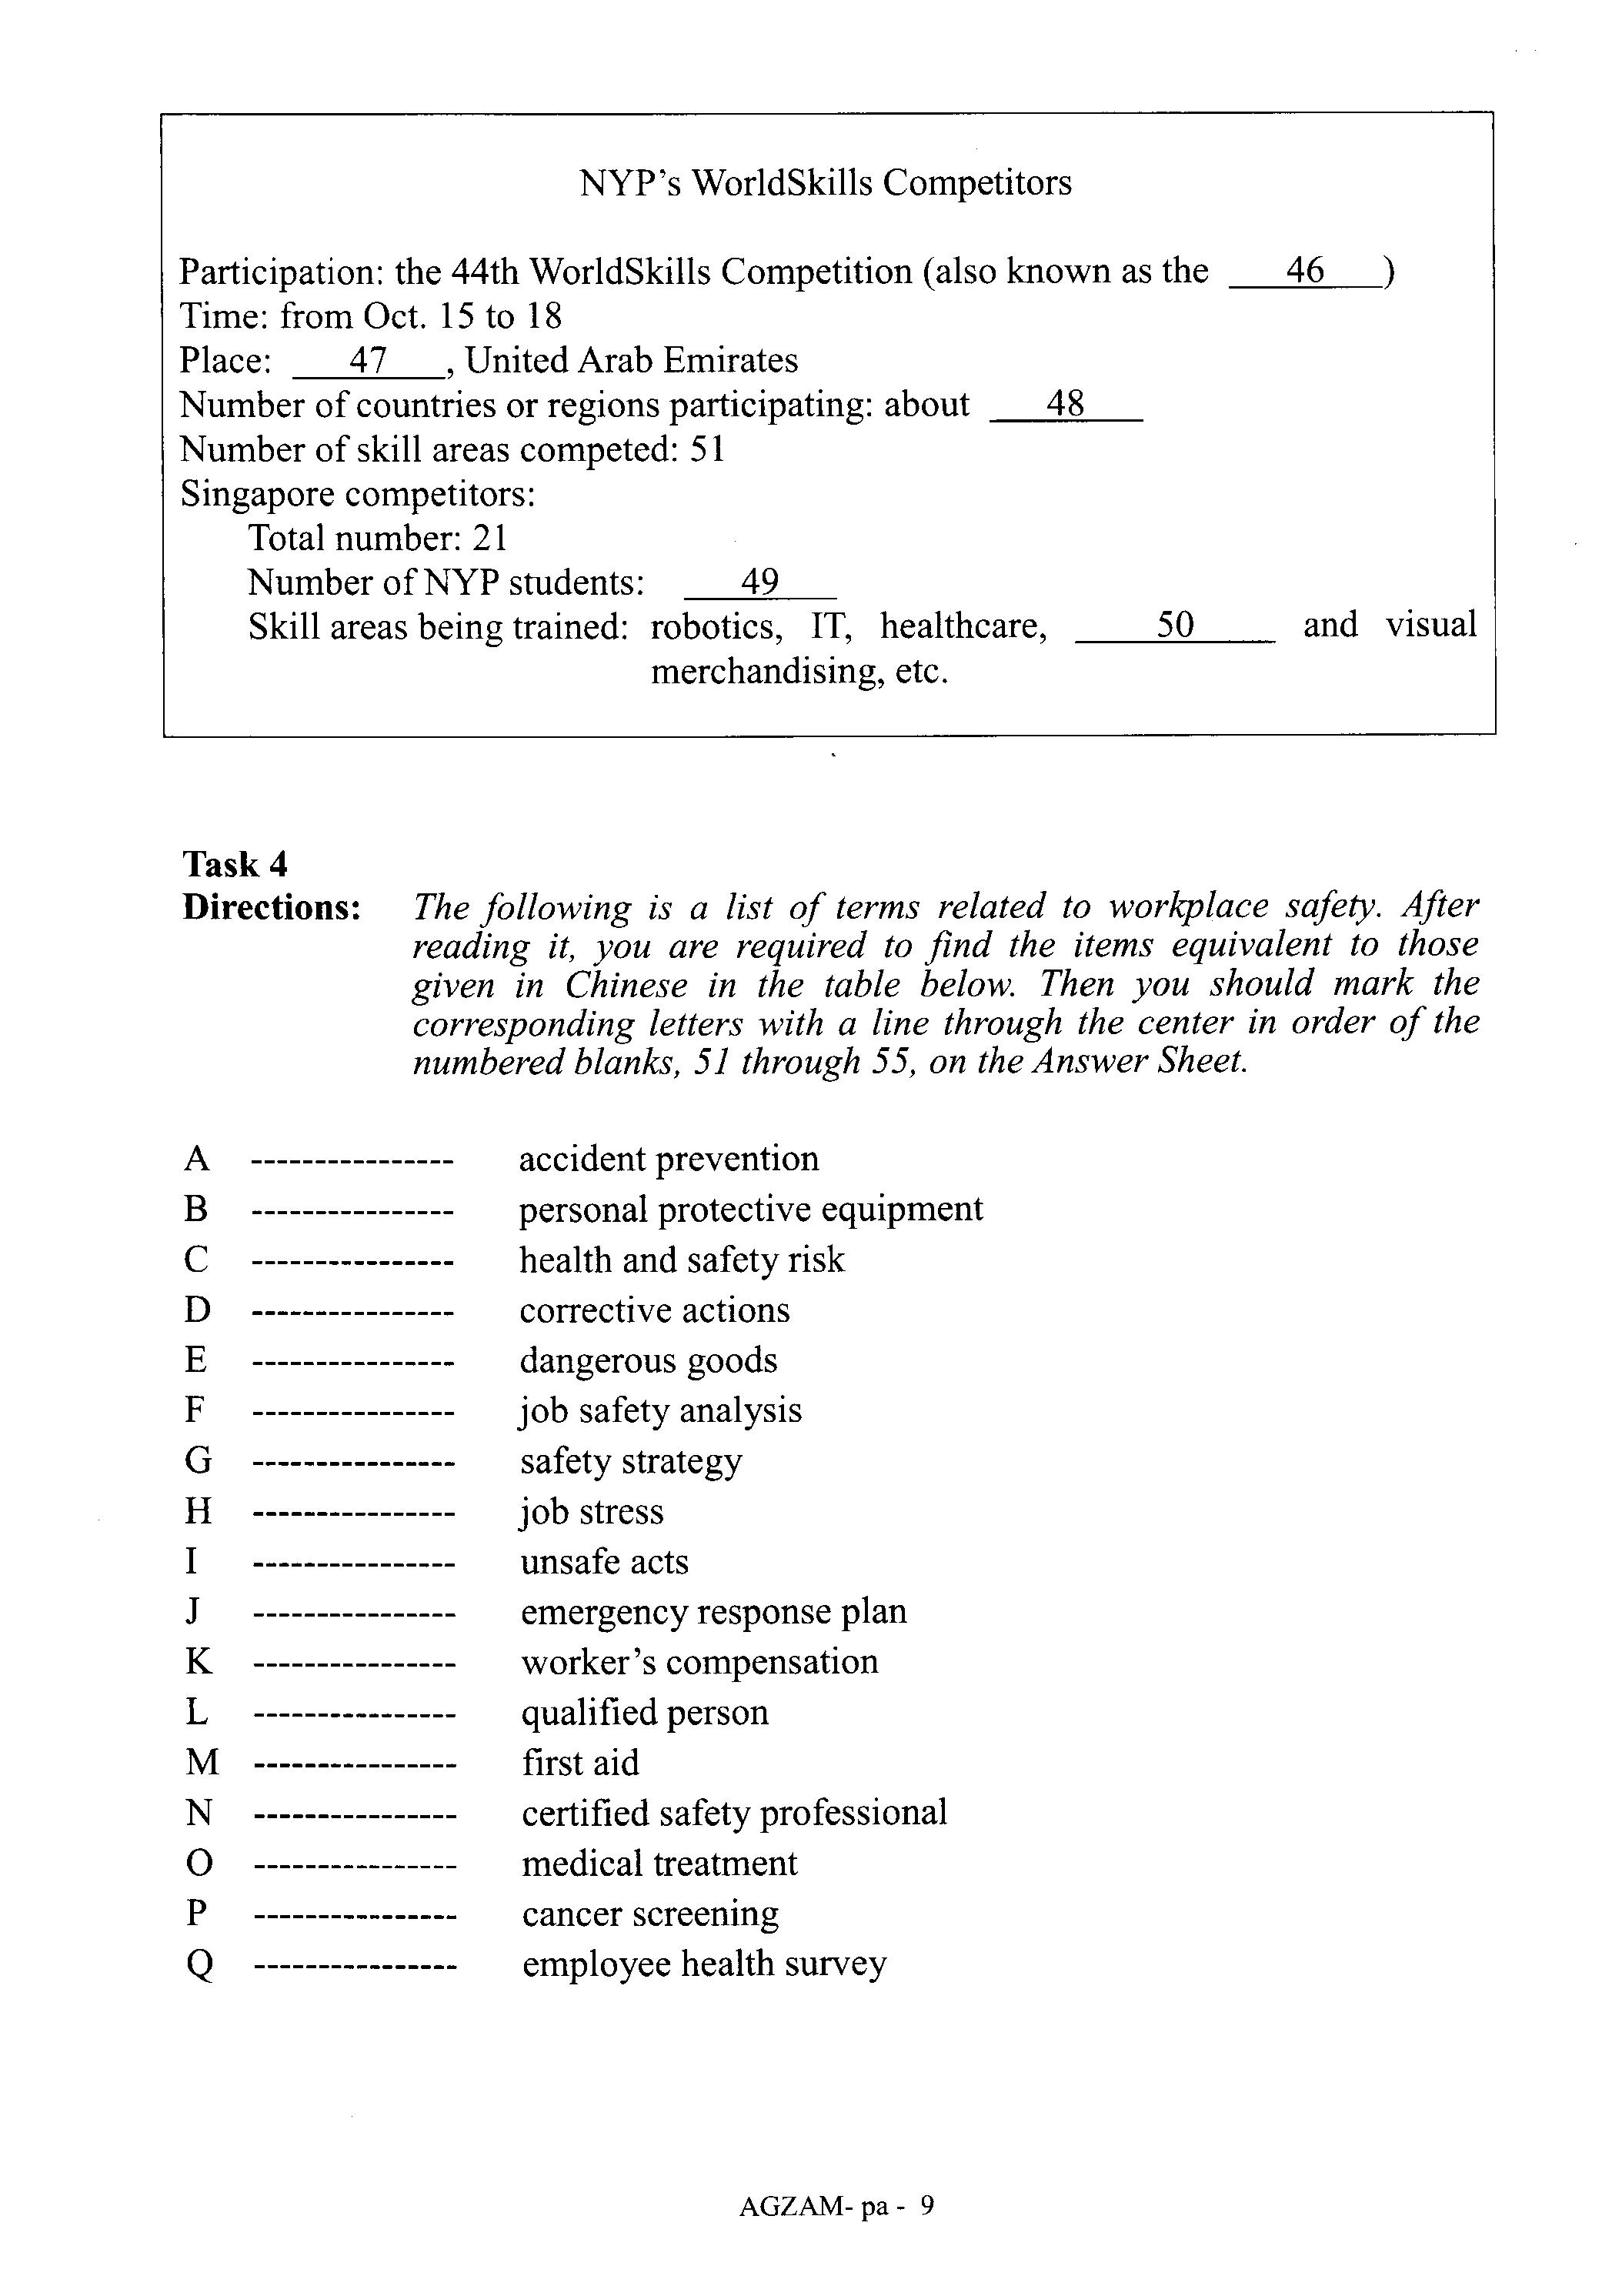 NYP's WorldSkills Competitors
Participation: the 44th WorldSkills Competition (also known as the ____46____)
Time: from Oct. 15 to 18
Place: ____47____, United Arab Emirates
Number of countries or regions participating: about ____48____
Number of skill areas competed: 51
Singapore competitors:
Total number: 21
Number of NYP students: ____49____
Skill areas being trained: robotics, IT, healthcare, ____50____ and visual
merchandising, etc.
Task 4
Directions: The following is a list of terms related to workplace safety. After
reading it, you are required to find the items equivalent to those
given in Chinese in the table below. Then you should mark the
corresponding letters with a line through the center in order of the
numbered blanks, 51 through 55, on the Answer Sheet.
A ---------------- accident prevention
B ---------------- personal protective equipment
C ---------------- health and safety risk
D ---------------- corrective actions
E ---------------- dangerous goods
F ---------------- job safety analysis
G ---------------- safety strategy
H ---------------- job stress
I ---------------- unsafe acts
J ---------------- emergency response plan
K ---------------- worker's compensation
L ---------------- qualified person
M ---------------- first aid
N ---------------- certified safety professional
O ---------------- medical treatment
P ---------------- cancer screening
Q ---------------- employee health survey
AGZAM- pa - 9